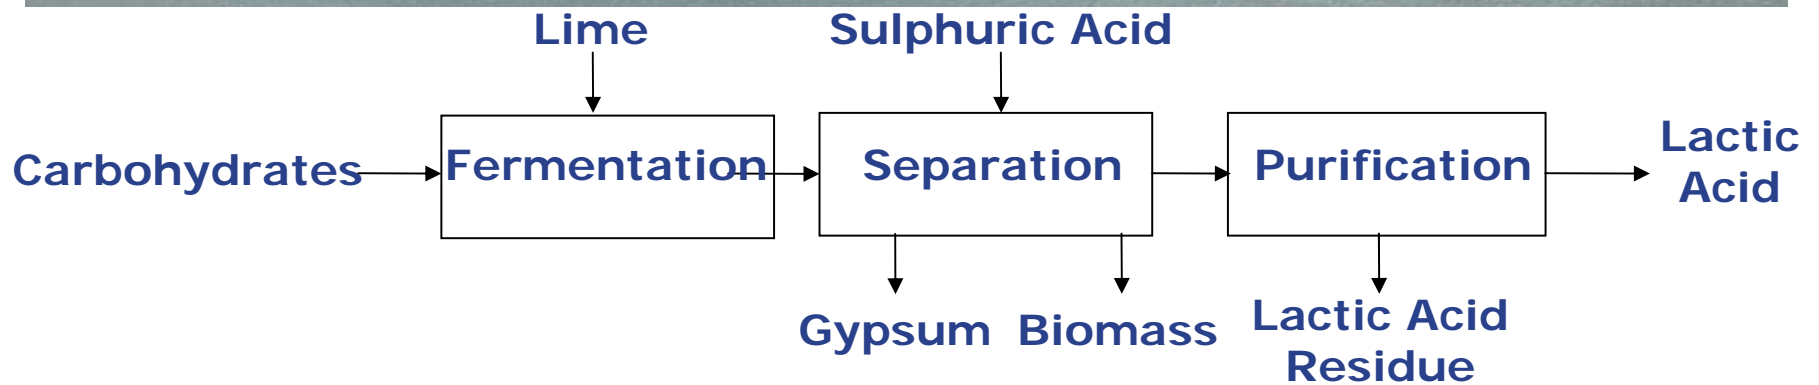 Lime
Sulphuric Acid
Carbohydrates
Fermentation
Separation
Purification
Lactic
Acid
Gypsum
Biomass
Lactic Acid
Residue